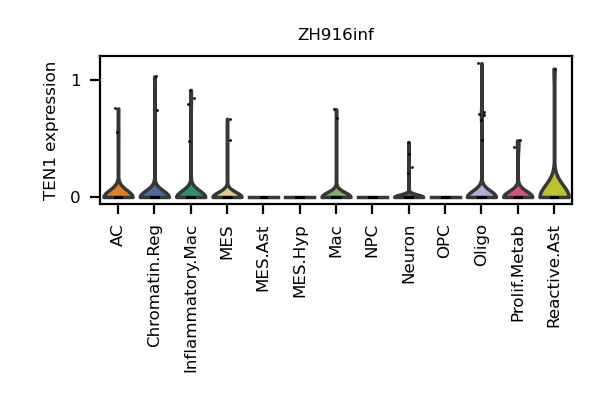 ZH916inf
TEN1 expression
1
0
AC
Chromatin.Reg
Inflammatory.Mac
MES
MES.Ast
MES.Hyp
Mac
NPC
Neuron
OPC
Oligo
Prolif.Metab
Reactive.Ast